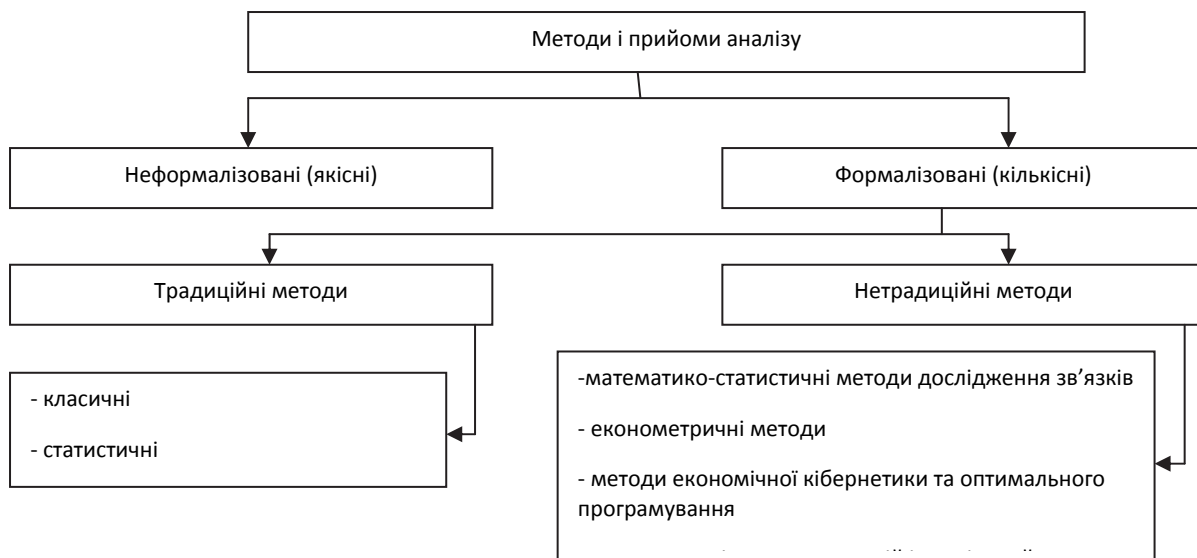 Методи і прийоми аналізу
Неформалізовані (якісні)
Формалізовані (кількісні)
Традиційні методи
Нетрадиційні методи
- класичні
- статистичні
-математико-статистичні методи дослідження зв’язків
- економетричні методи
- методи економічної кібернетики та оптимального
програмування